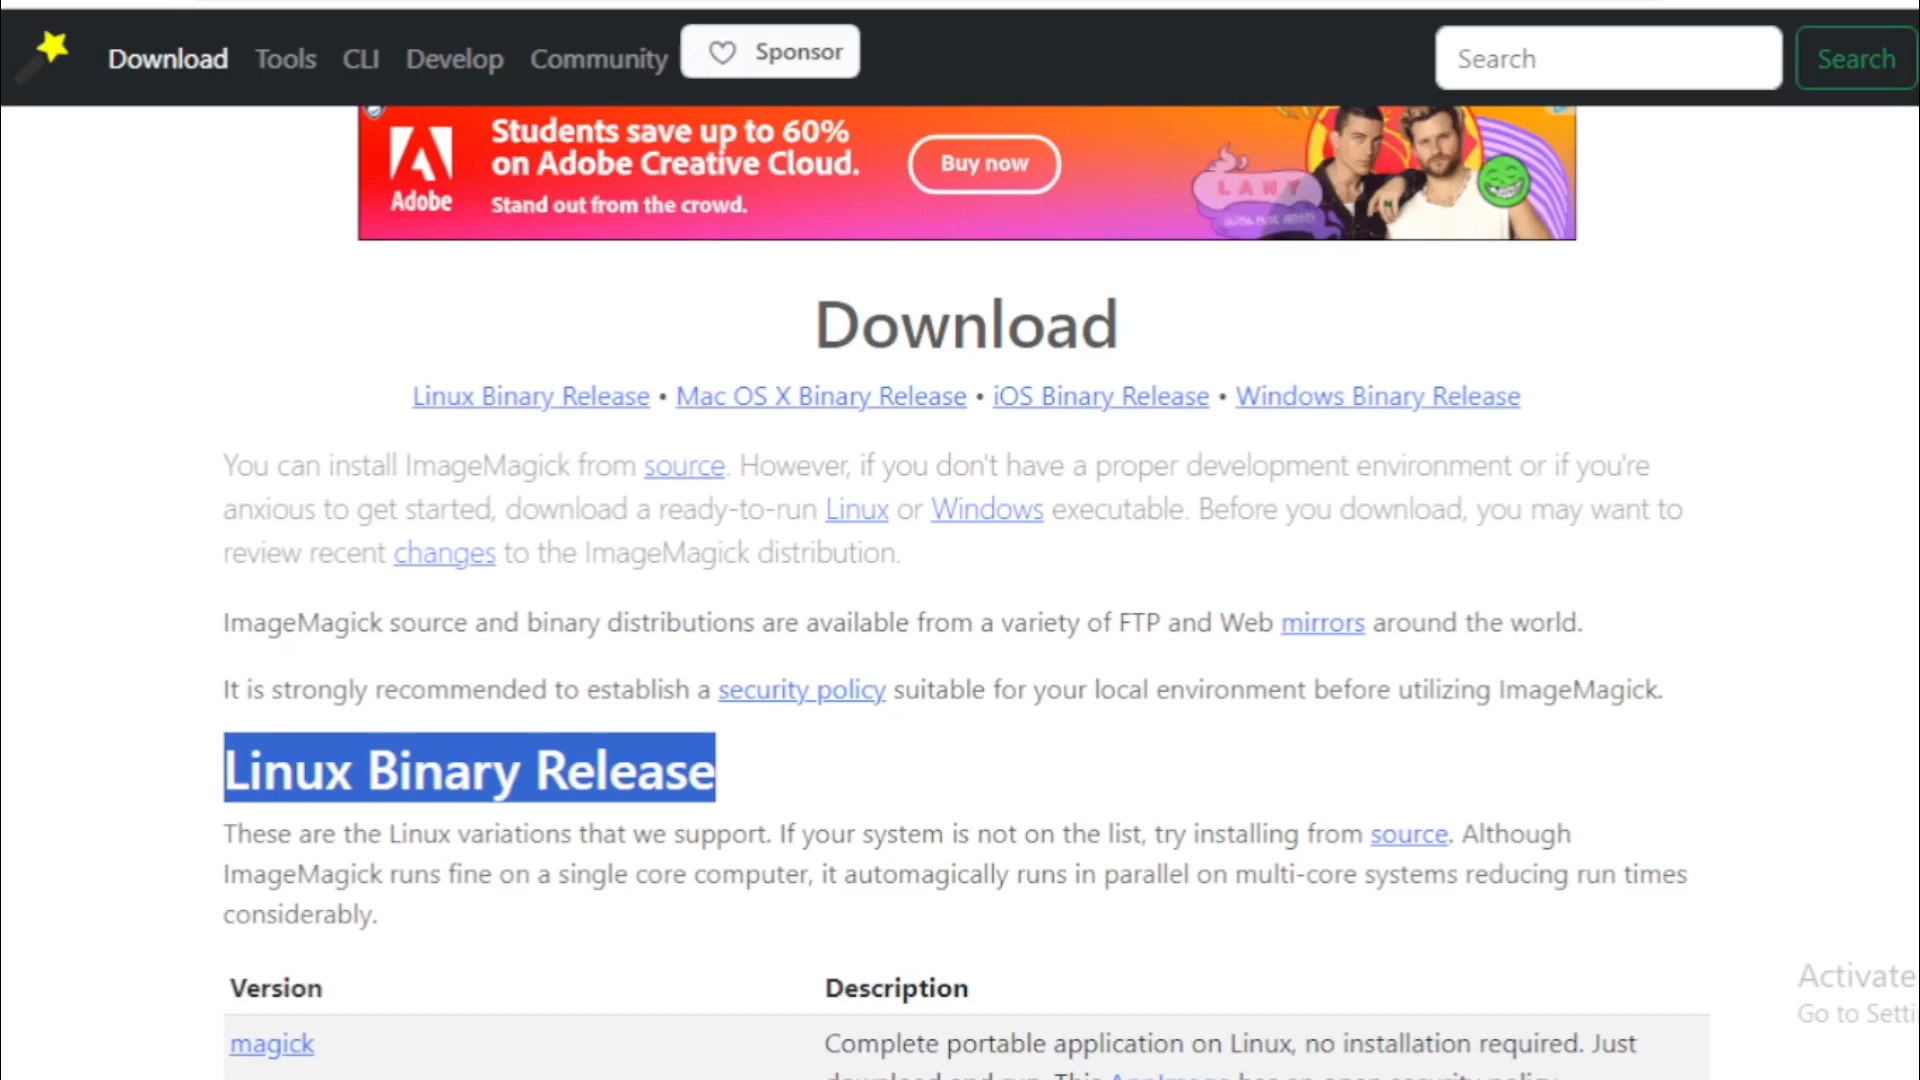 Download Tools CLI Develop Community Sponsor Search Search
Students save up to 60%
on Adobe Creative Cloud.
Buy now
Adobe
Stand out from the crowd.
LANY
Download
Linux Binary Release • Mac OS X Binary Release • iOS Binary Release • Windows Binary Release
You can install ImageMagick from source. However, if you don't have a proper development environment or if you're
anxious to get started, download a ready-to-run Linux or Windows executable. Before you download, you may want to
review recent changes to the ImageMagick distribution.
ImageMagick source and binary distributions are available from a variety of FTP and Web mirrors around the world.
It is strongly recommended to establish a security policy suitable for your local environment before utilizing ImageMagick.
Linux Binary Release
These are the Linux variations that we support. If your system is not on the list, try installing from source. Although
ImageMagick runs fine on a single core computer, it automagically runs in parallel on multi-core systems reducing run times
considerably.
Version Description
Activate
Go to Setti
magick Complete portable application on Linux, no installation required. Just